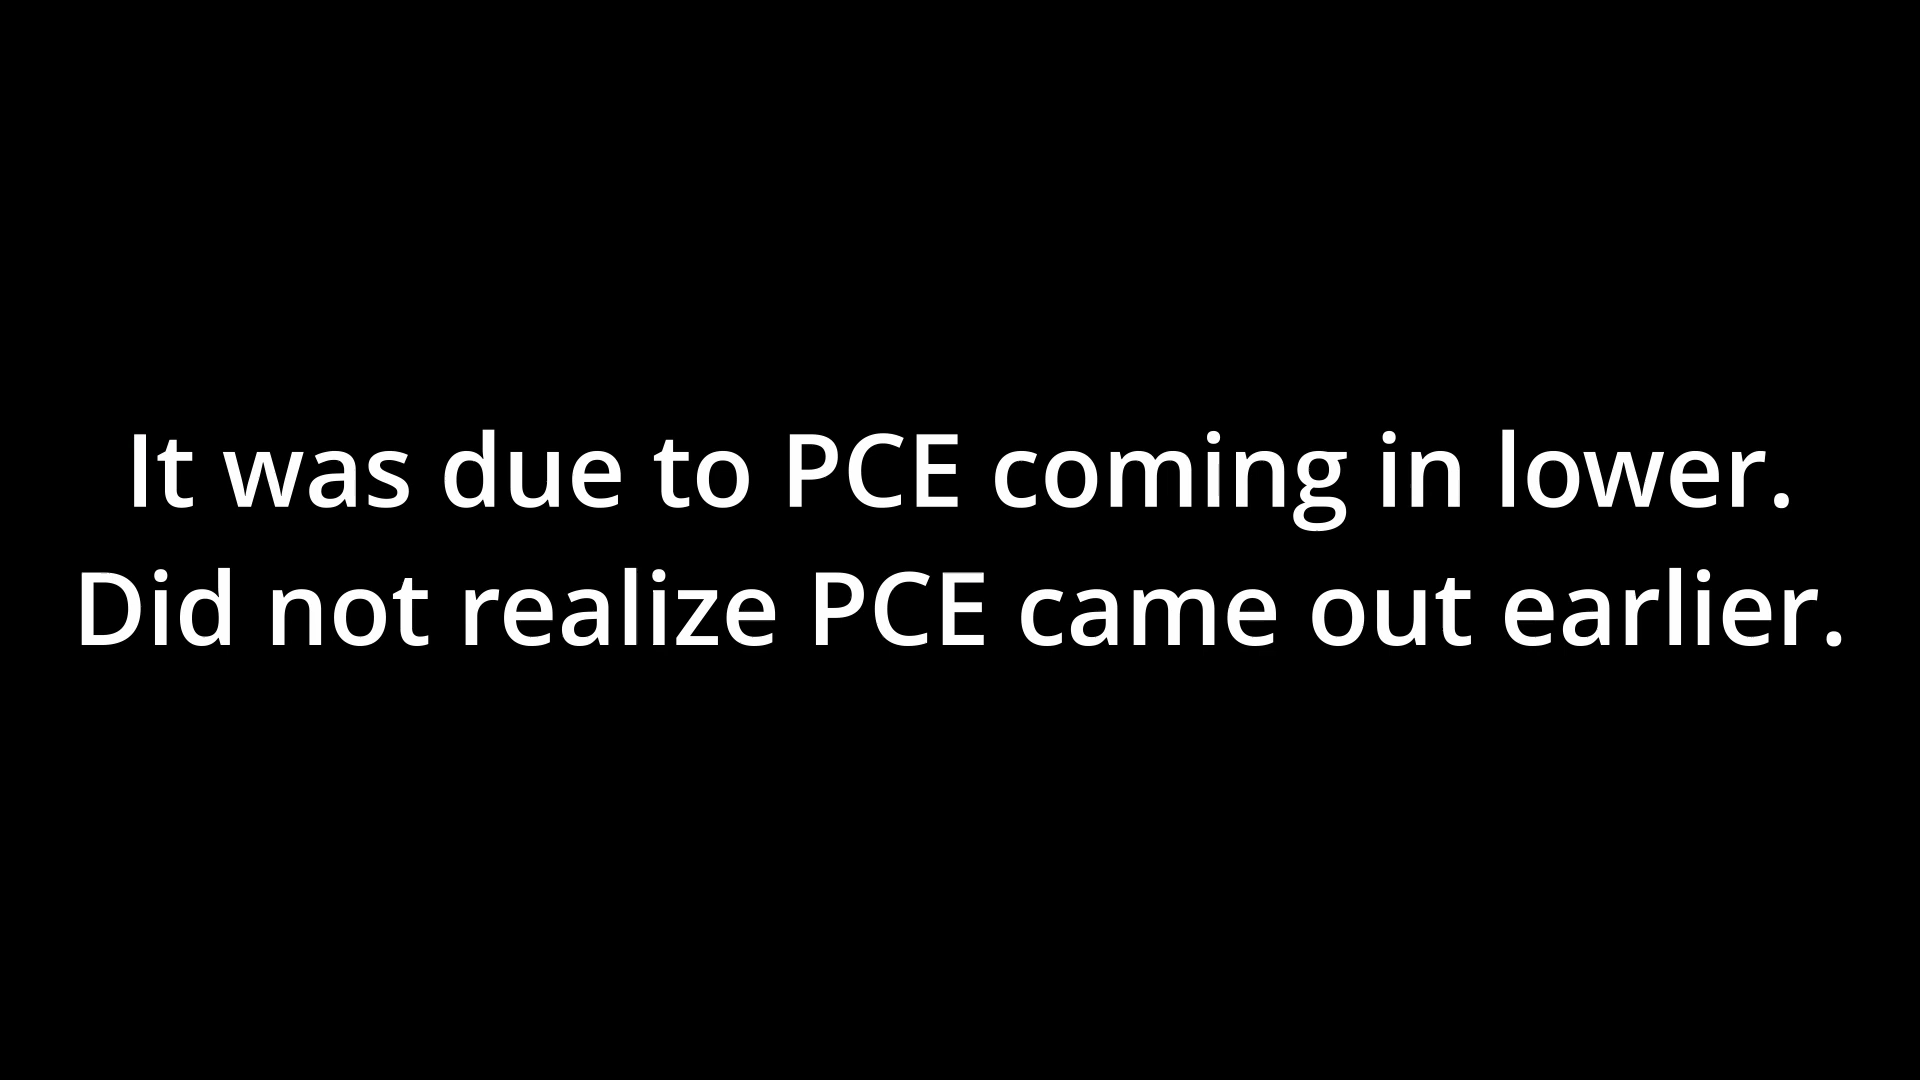 It was due to PCE coming in lower.
Did not realize PCE came out earlier.